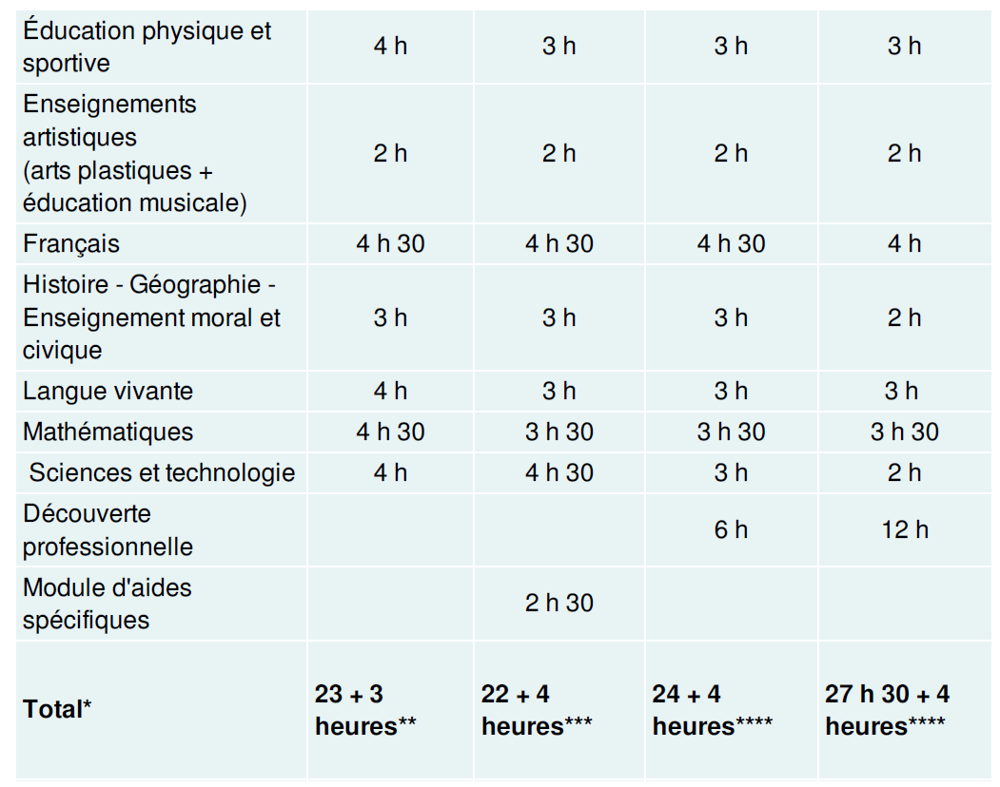 Éducation physique et
sportive
4 h
3 h
3 h
3 h
Enseignements
artistiques
(arts plastiques +
éducation musicale)
2 h
2 h
2 h
2 h
Français
4 h 30
4 h 30
4 h 30
4 h
Histoire - Géographie -
Enseignement moral et
civique
3 h
3 h
3 h
2 h
Langue vivante
4 h
3 h
3 h
3 h
Mathématiques
4 h 30
3 h 30
3 h 30
3 h 30
Sciences et technologie
4 h
4 h 30
3 h
2 h
Découverte
professionnelle
6 h
12 h
Module d'aides
spécifiques
2 h 30
Total*
23 + 3
heures**
22 + 4
heures***
24 + 4
heures****
27 h 30 + 4
heures****